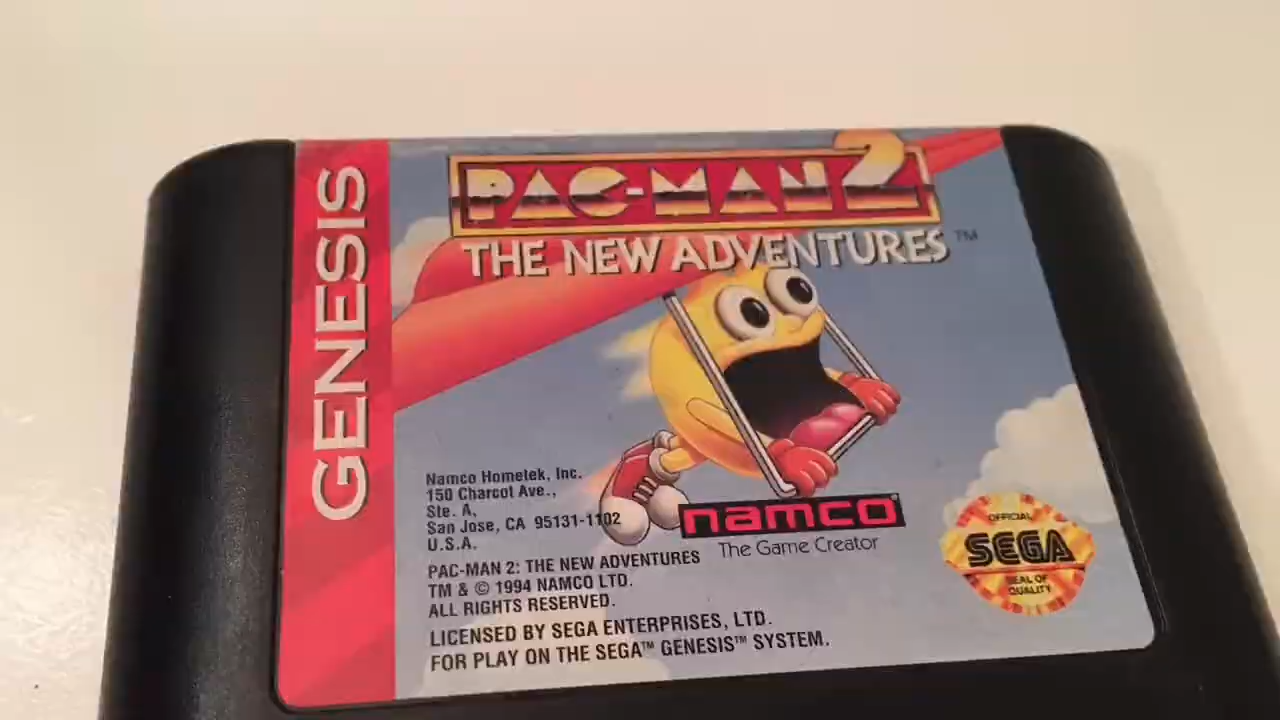 GENESIS
PAC-MAN 2
THE NEW ADVENTURES™
Namco Hometek, Inc.
150 Charcot Ave.,
Ste. A,
San Jose, CA 95131-1102
U.S.A.
PAC-MAN 2: THE NEW ADVENTURES
TM & © 1994 NAMCO LTD.
ALL RIGHTS RESERVED.
LICENSED BY SEGA ENTERPRISES, LTD.
FOR PLAY ON THE SEGA™ GENESIS™ SYSTEM.
namco®
The Game Creator
OFFICIAL
SEGA
SEAL OF
QUALITY